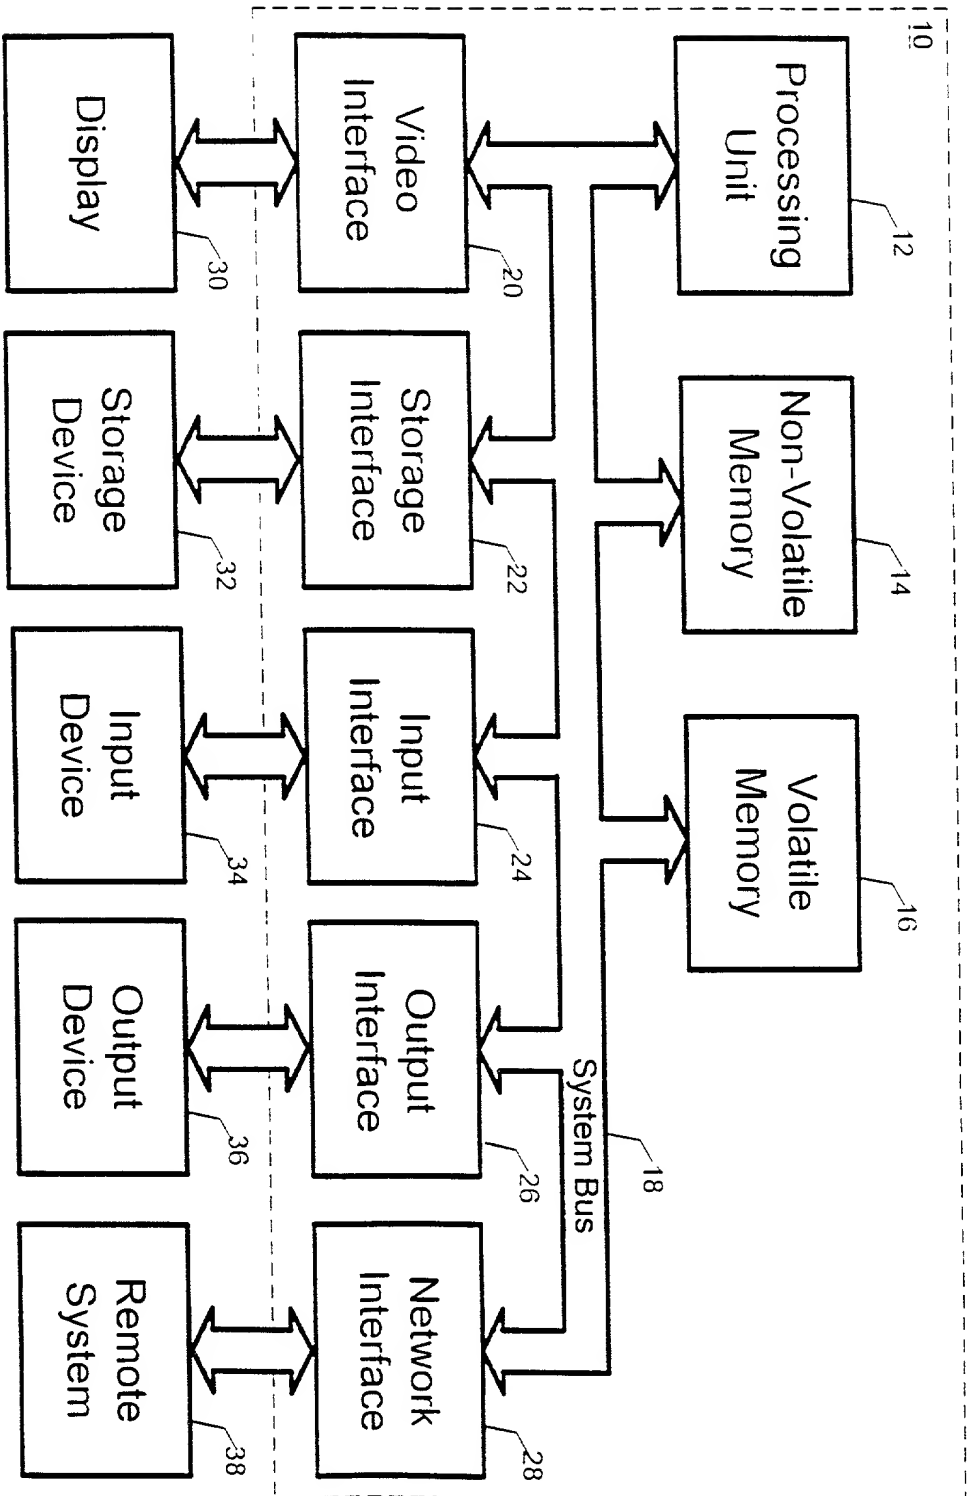 10
Processing
Unit
12
Non-Volatile
Memory
14
Volatile
Memory
16
System Bus
18
Video
Interface
20
Storage
Interface
22
Input
Interface
24
Output
Interface
26
Network
Interface
28
Display
30
Storage
Device
32
Input
Device
34
Output
Device
36
Remote
System
38